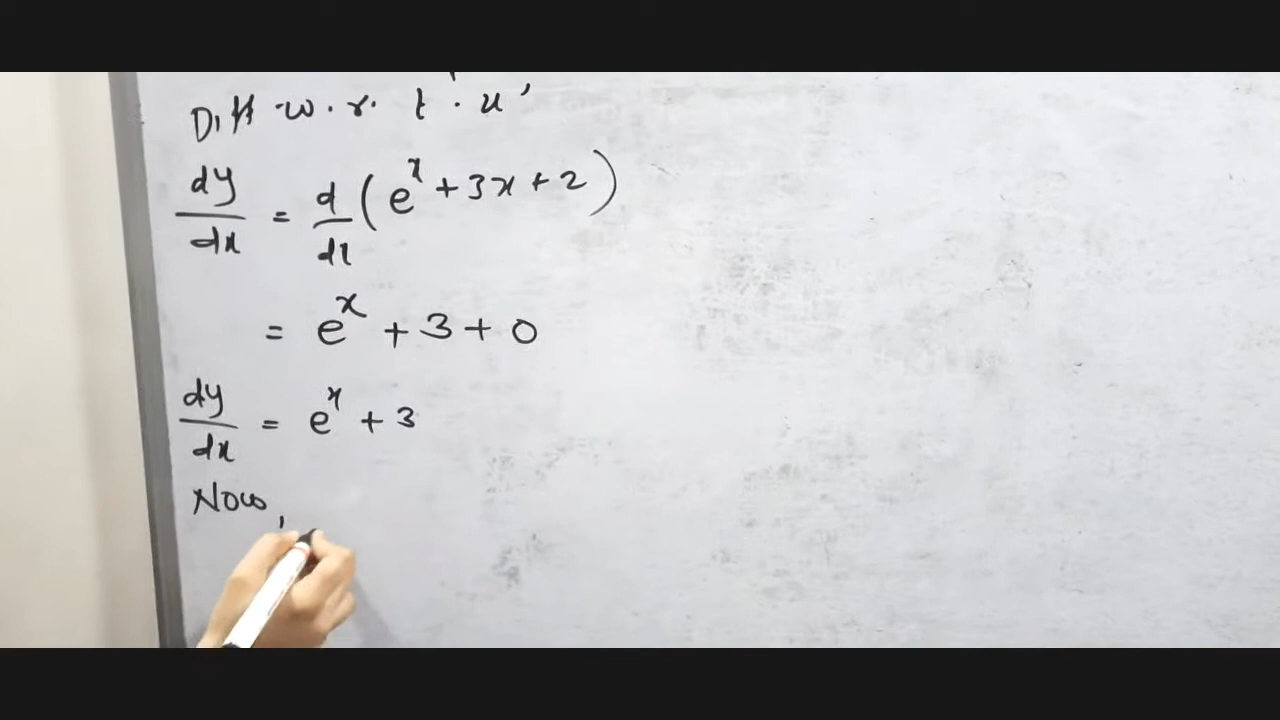 Diff w.r.t. x,
dy/dx = d/dx (e^x + 3x + 2)
= e^x + 3 + 0
dy/dx = e^x + 3
Now,